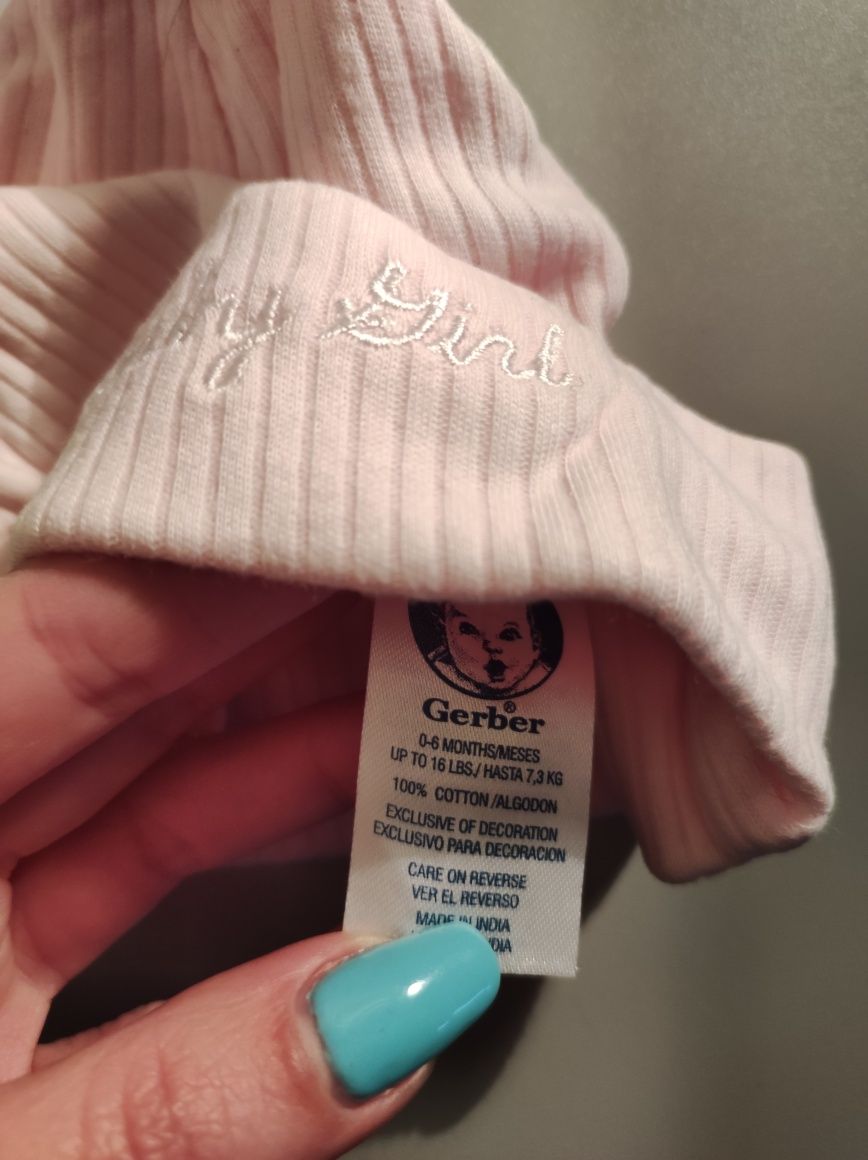 Girl
Gerber®
0-6 MONTHS/MESES
UP TO 16 LBS./ HASTA 7,3 KG
100% COTTON /ALGODON
EXCLUSIVE OF DECORATION
EXCLUSIVO PARA DECORACION
CARE ON REVERSE
VER EL REVERSO
MADE IN INDIA